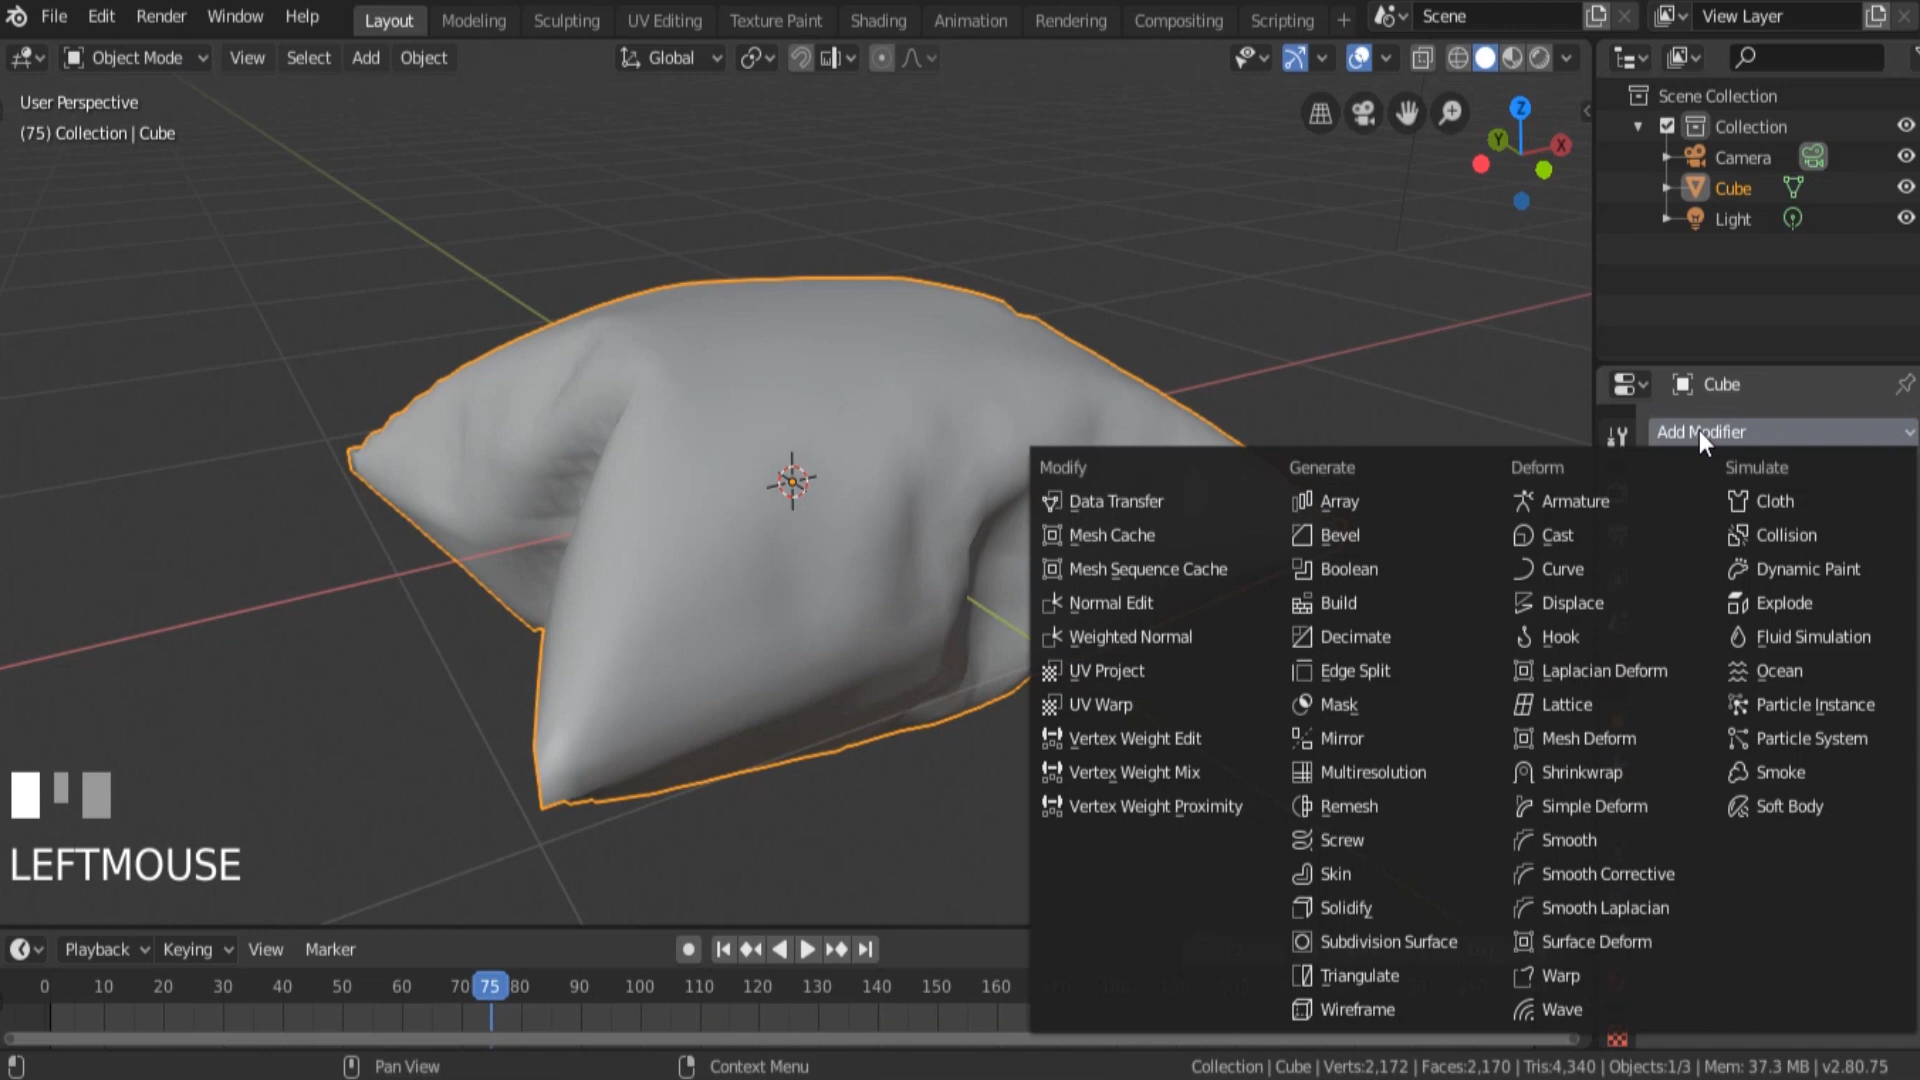 File Edit Render Window Help Layout Modeling Sculpting UV Editing Texture Paint Shading Animation Rendering Compositing Scripting + Scene View Layer
Object Mode View Select Add Object Global
User Perspective
(75) Collection | Cube
Z
Y
X
Scene Collection
Collection
Camera
Cube
Light
Cube
Add Modifier
Modify Generate Deform Simulate
Data Transfer Array Armature Cloth
Mesh Cache Bevel Cast Collision
Mesh Sequence Cache Boolean Curve Dynamic Paint
Normal Edit Build Displace Explode
Weighted Normal Decimate Hook Fluid Simulation
UV Project Edge Split Laplacian Deform Ocean
UV Warp Mask Lattice Particle Instance
Vertex Weight Edit Mirror Mesh Deform Particle System
Vertex Weight Mix Multiresolution Shrinkwrap Smoke
Vertex Weight Proximity Remesh Simple Deform Soft Body
Screw Smooth
Skin Smooth Corrective
Solidify Smooth Laplacian
Subdivision Surface Surface Deform
Triangulate Warp
Wireframe Wave
LEFTMOUSE
Playback Keying View Marker
0 10 20 30 40 50 60 70 75 80 90 100 110 120 130 140 150 160
Pan View Context Menu Collection | Cube | Verts:2,172 | Faces:2,170 | Tris:4,340 | Objects:1/3 | Mem: 37.3 MB | v2.80.75